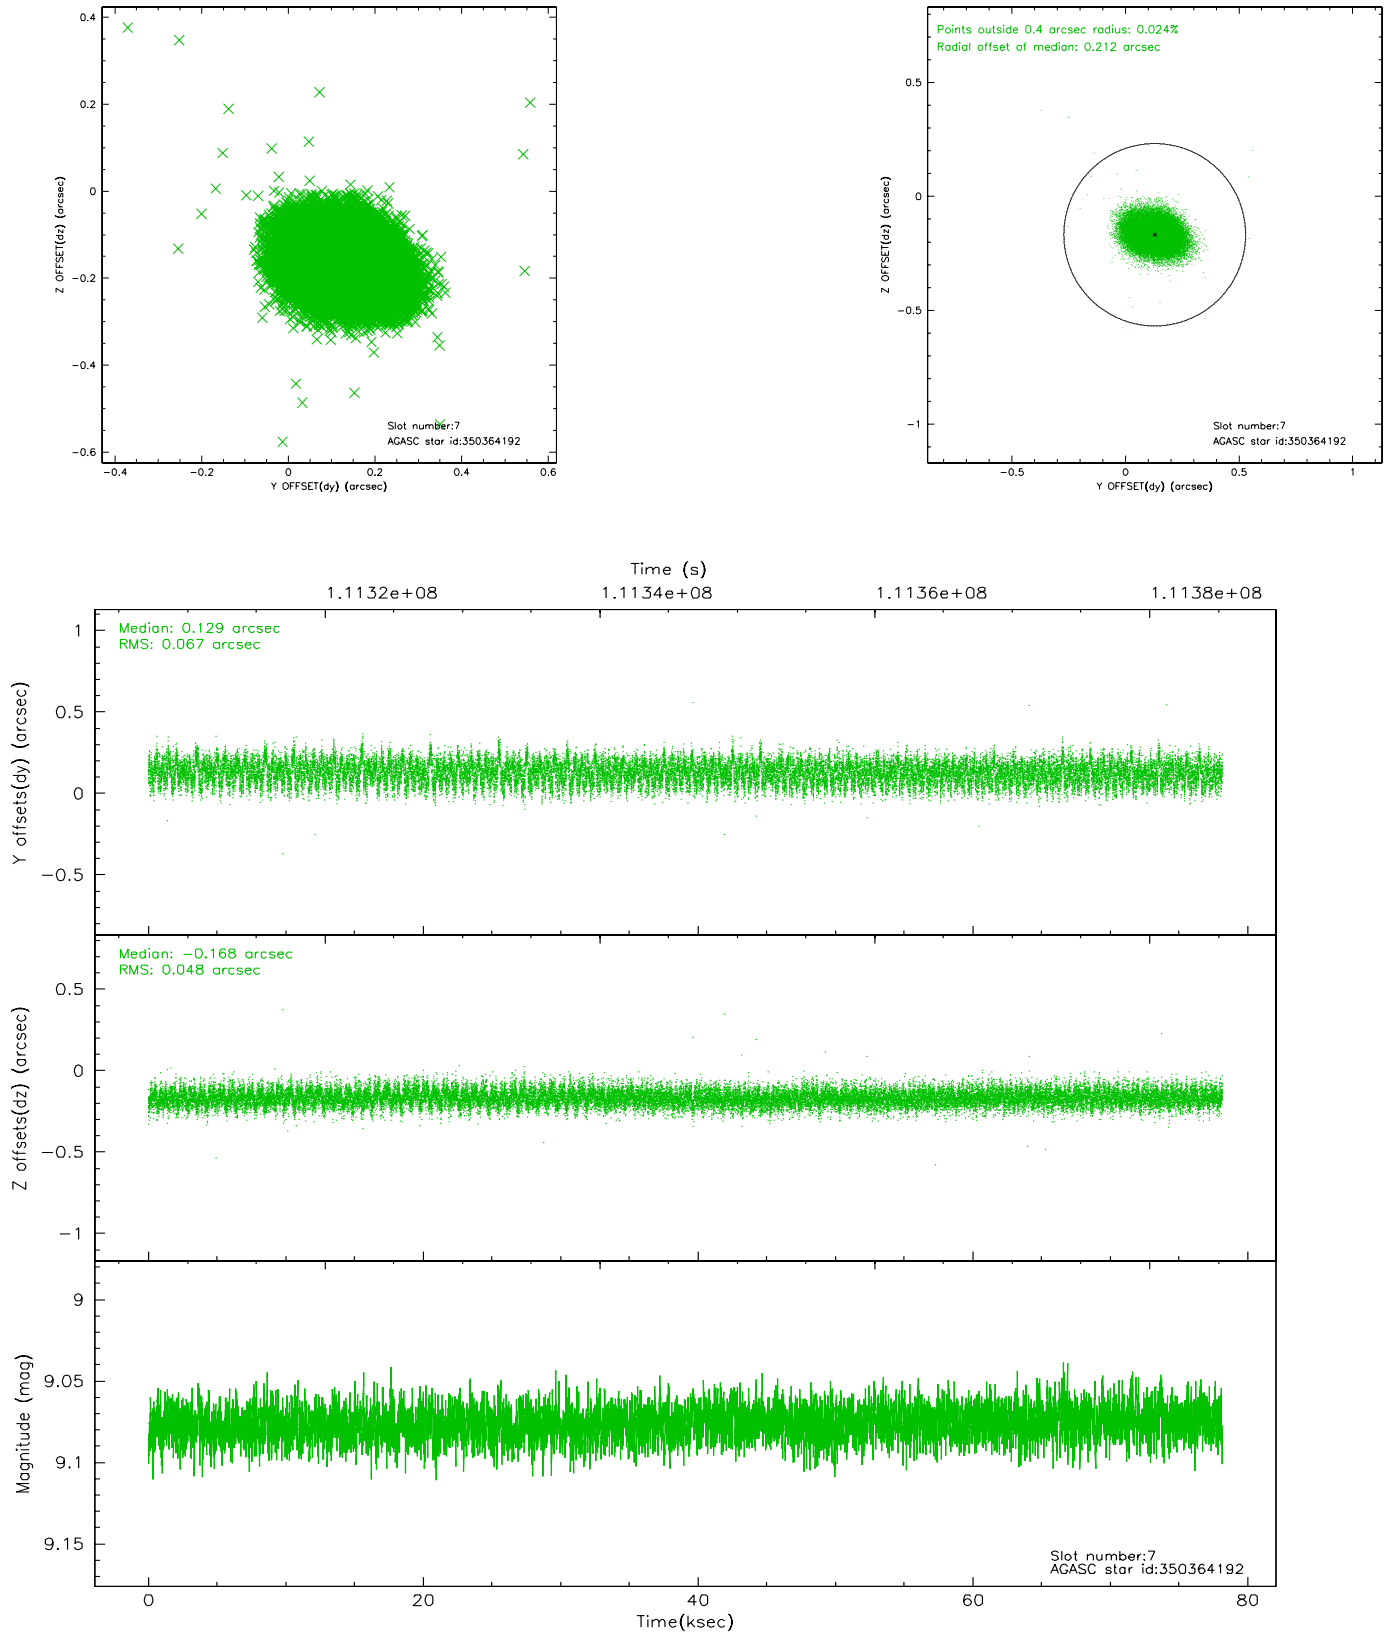 0.4
0.2
0
−0.2
−0.4
−0.6
Z OFFSET(dz) (arcsec)
Slot number:7
AGASC star id:350364192
−0.4 −0.2 0 0.2 0.4 0.6
Y OFFSET(dy) (arcsec)
Points outside 0.4 arcsec radius: 0.024%
Radial offset of median: 0.212 arcsec
0.5
0
−0.5
−1
Z OFFSET(dz) (arcsec)
Slot number:7
AGASC star id:350364192
−0.5 0 0.5 1
Y OFFSET(dy) (arcsec)
Time (s)
1.1132e+08 1.1134e+08 1.1136e+08 1.1138e+08
Median: 0.129 arcsec
RMS: 0.067 arcsec
1
0.5
0
−0.5
Y offsets(dy) (arcsec)
Median: −0.168 arcsec
RMS: 0.048 arcsec
0.5
0
−0.5
−1
Z offsets(dz) (arcsec)
9
9.05
9.1
9.15
Magnitude (mag)
Slot number:7
AGASC star id:350364192
0 20 40 60 80
Time(ksec)